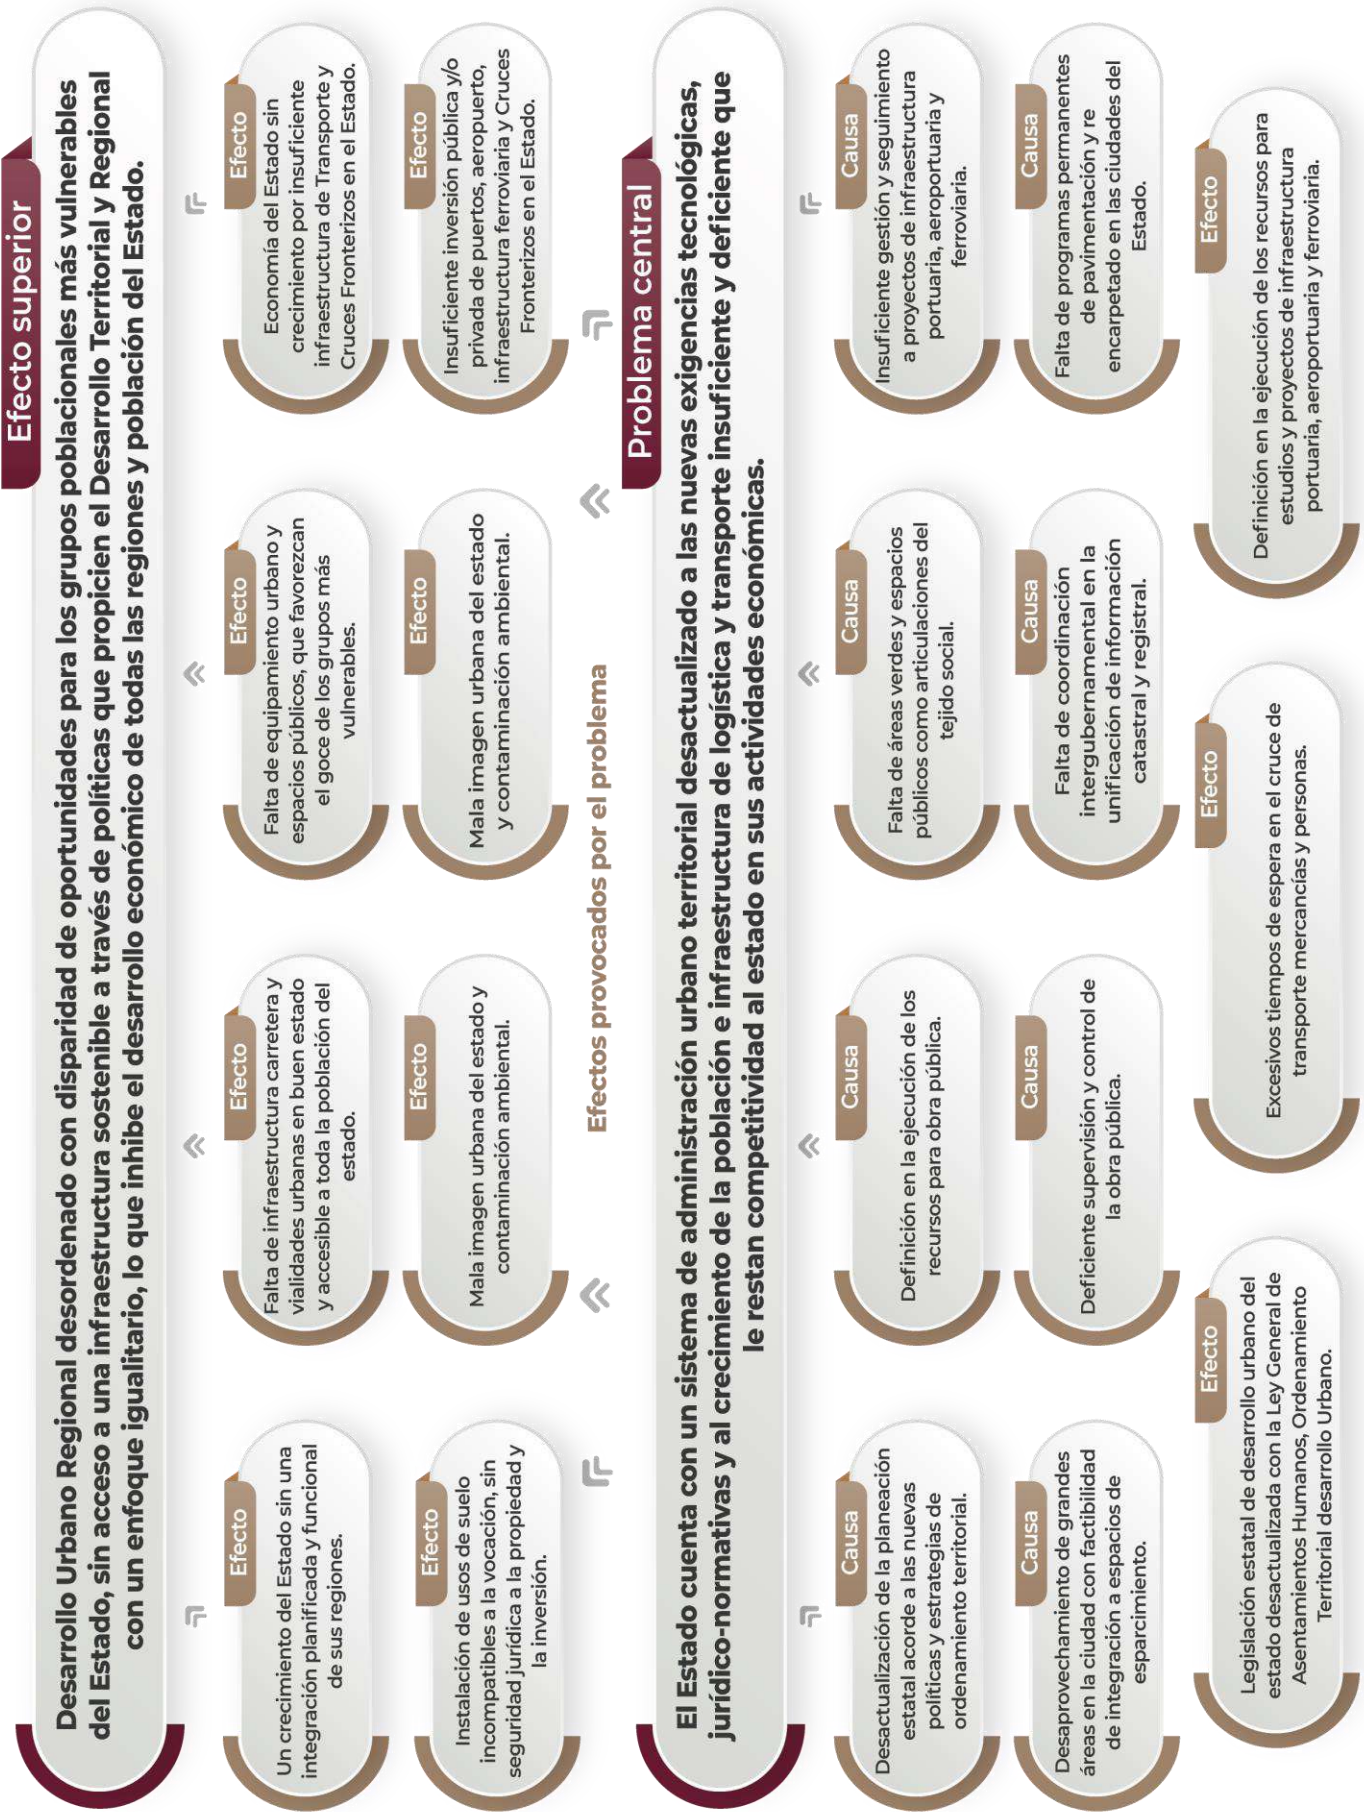 Efecto superior
Desarrollo Urbano Regional desordenado con disparidad de oportunidades para los grupos poblacionales más vulnerables
del Estado, sin acceso a una infraestructura sostenible a través de políticas que propicien el Desarrollo Territorial y Regional
con un enfoque igualitario, lo que inhibe el desarrollo económico de todas las regiones y población del Estado.
Efecto
Un crecimiento del Estado sin una
integración planificada y funcional
de sus regiones.
Efecto
Falta de infraestructura carretera y
vialidades urbanas en buen estado
y accesible a toda la población del
estado.
Efecto
Falta de equipamiento urbano y
espacios públicos, que favorezcan
el goce de los grupos más
vulnerables.
Efecto
Economía del Estado sin
crecimiento por insuficiente
infraestructura de Transporte y
Cruces Fronterizos en el Estado.
Efecto
Instalación de usos de suelo
incompatibles a la vocación, sin
seguridad jurídica a la propiedad y
la inversión.
Efecto
Mala imagen urbana del estado y
contaminación ambiental.
Efecto
Mala imagen urbana del estado
y contaminación ambiental.
Efecto
Insuficiente inversión pública y/o
privada de puertos, aeropuerto,
infraestructura ferroviaria y Cruces
Fronterizos en el Estado.
Efectos provocados por el problema
Problema central
El Estado cuenta con un sistema de administración urbano territorial desactualizado a las nuevas exigencias tecnológicas,
jurídico-normativas y al crecimiento de la población e infraestructura de logística y transporte insuficiente y deficiente que
le restan competitividad al estado en sus actividades económicas.
Causa
Desactualización de la planeación
estatal acorde a las nuevas
políticas y estrategias de
ordenamiento territorial.
Causa
Definición en la ejecución de los
recursos para obra pública.
Causa
Falta de áreas verdes y espacios
públicos como articulaciones del
tejido social.
Causa
Insuficiente gestión y seguimiento
a proyectos de infraestructura
portuaria, aeroportuaria y
ferroviaria.
Causa
Desaprovechamiento de grandes
áreas en la ciudad con factibilidad
de integración a espacios de
esparcimiento.
Causa
Deficiente supervisión y control de
la obra pública.
Causa
Falta de coordinación
intergubernamental en la
unificación de información
catastral y registral.
Causa
Falta de programas permanentes
de pavimentación y re
encarpetado en las ciudades del
Estado.
Efecto
Legislación estatal de desarrollo urbano del
estado desactualizada con la Ley General de
Asentamientos Humanos, Ordenamiento
Territorial desarrollo Urbano.
Efecto
Excesivos tiempos de espera en el cruce de
transporte mercancías y personas.
Efecto
Definición en la ejecución de los recursos para
estudios y proyectos de infraestructura
portuaria, aeroportuaria y ferroviaria.